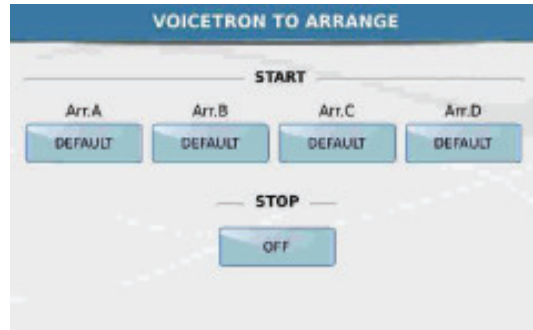 VOICETRON TO ARRANGE
START
Arr.A Arr.B Arr.C Arr.D
DEFAULT DEFAULT DEFAULT DEFAULT
STOP
OFF